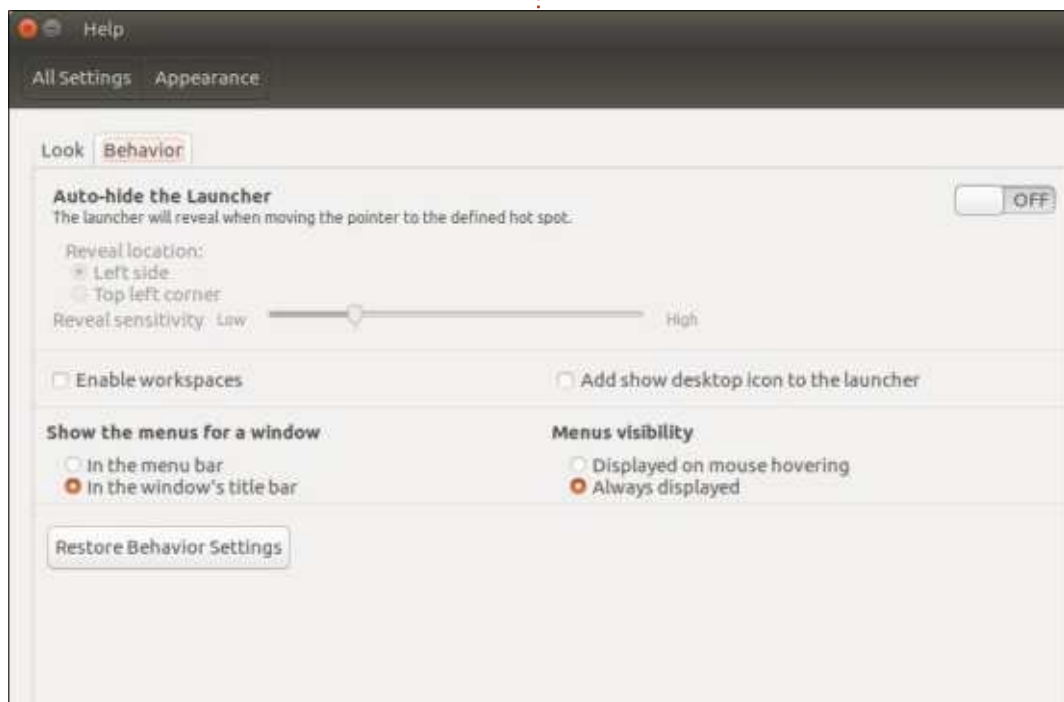 Help
All Settings Appearance
Look Behavior
Auto-hide the Launcher
OFF
The launcher will reveal when moving the pointer to the defined hot spot.
Reveal location:
Left side
Top left corner
Reveal sensitivity Low High
Enable workspaces Add show desktop icon to the launcher
Show the menus for a window
In the menu bar
In the window's title bar
Menus visibility
Displayed on mouse hovering
Always displayed
Restore Behavior Settings